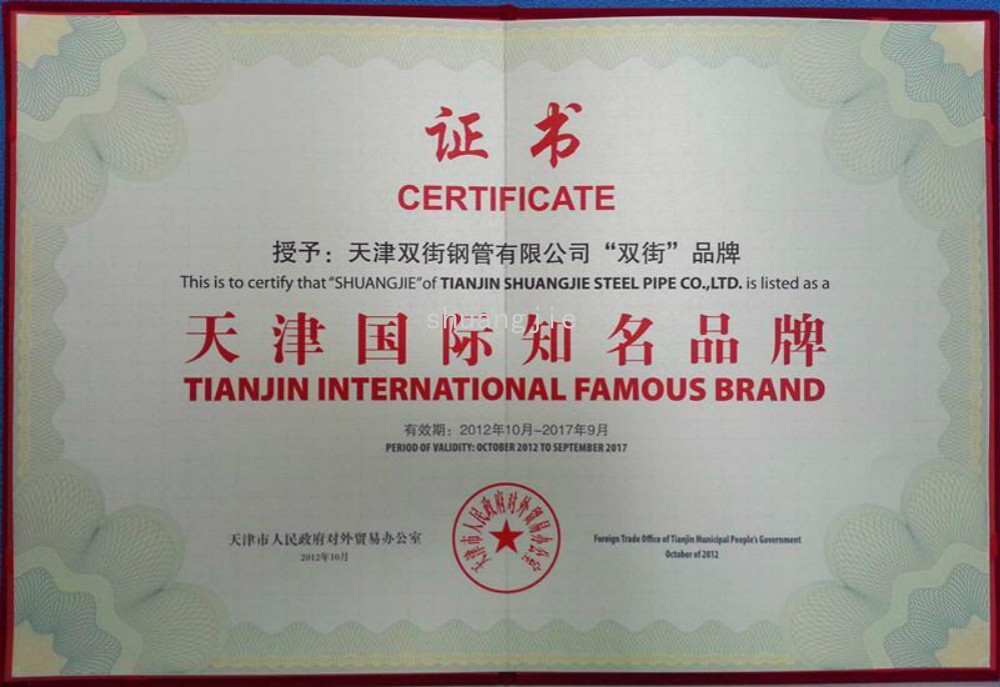 证书
CERTIFICATE
授予：天津双街钢管有限公司“双街”品牌
This is to certify that “SHUANGJIE”of TIANJIN SHUANGJIE STEEL PIPE CO.,LTD. is listed as a
shuangjie
天津国际知名品牌
TIANJIN INTERNATIONAL FAMOUS BRAND
有效期：2012年10月-2017年9月
PERIOD OF VALIDITY: OCTOBER 2012 TO SEPTEMBER 2017
天津市人民政府对外贸易办公室
2012年10月
天津市人民政府对外贸易办公室
Foreign Trade Office of Tianjin Municipal People's Government
October of 2012